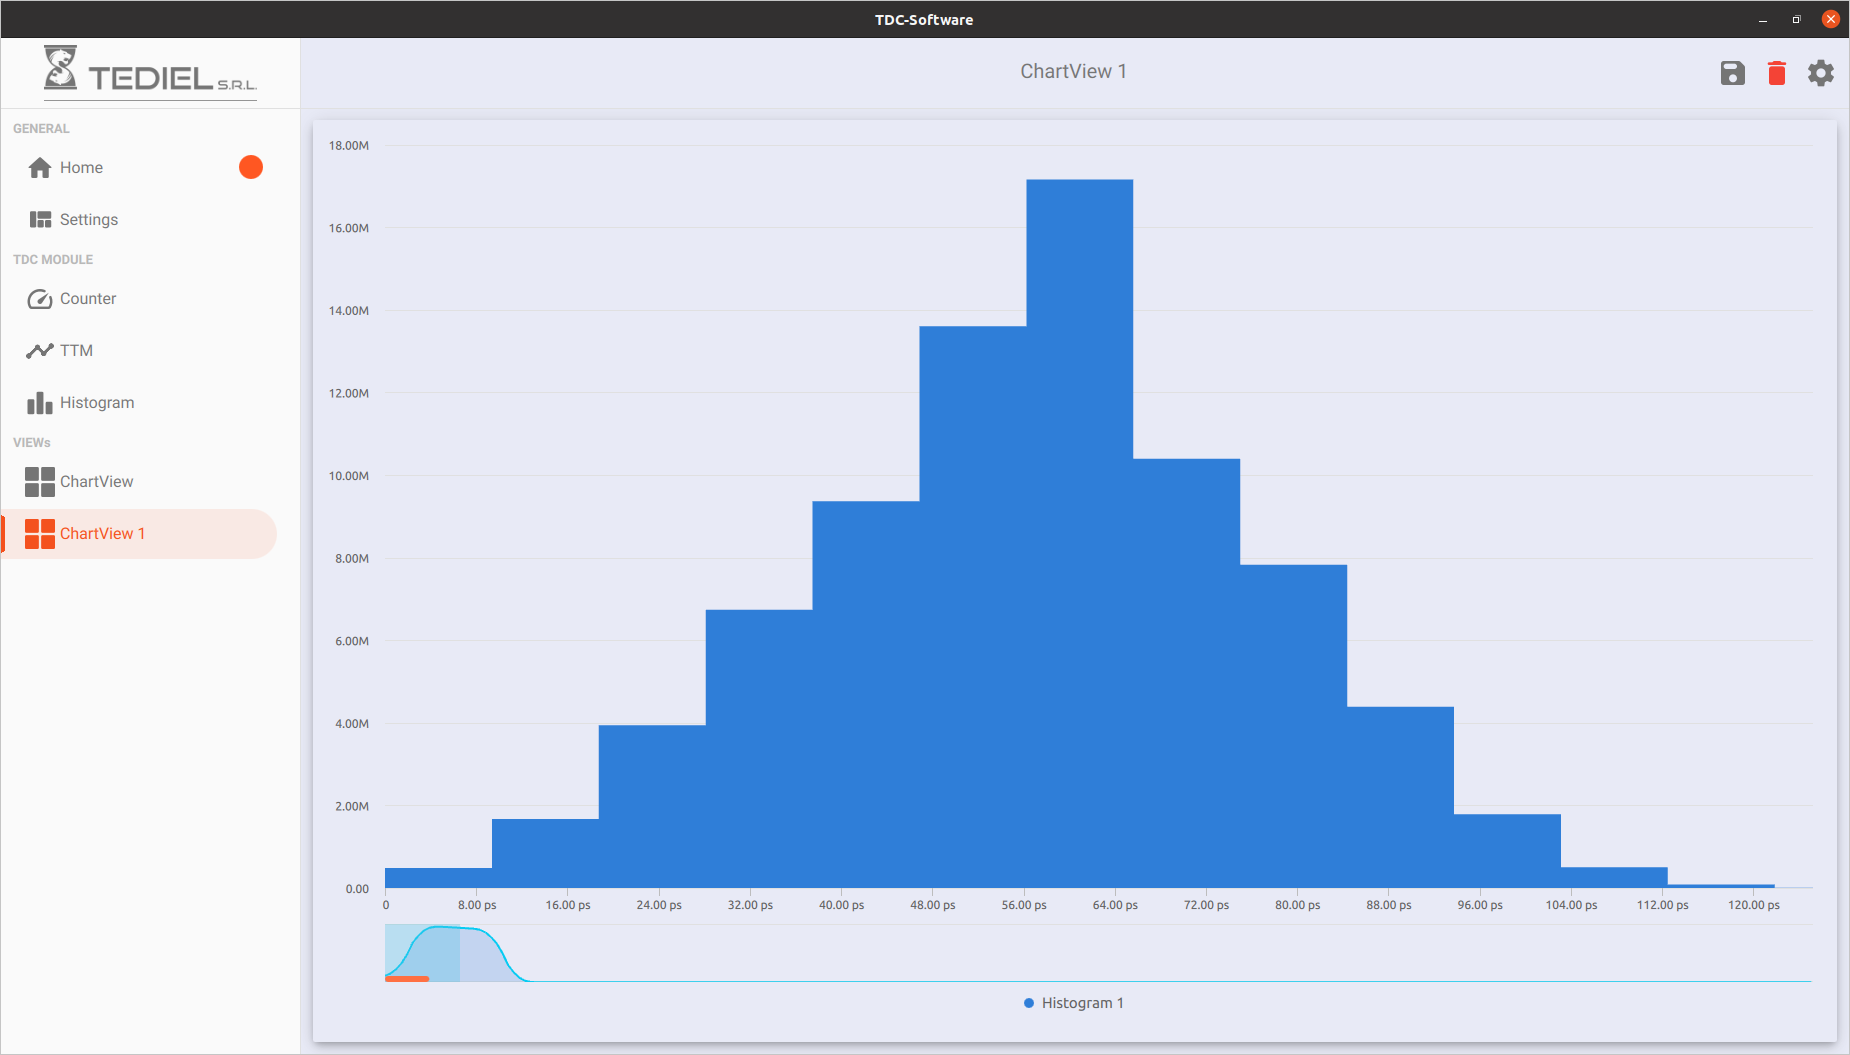 TDC-Software
TEDIEL S.R.L.
ChartView 1
GENERAL
Home
Settings
TDC MODULE
Counter
TTM
Histogram
VIEWs
ChartView
ChartView 1
18.00M
16.00M
14.00M
12.00M
10.00M
8.00M
6.00M
4.00M
2.00M
0.00
0 8.00 ps 16.00 ps 24.00 ps 32.00 ps 40.00 ps 48.00 ps 56.00 ps 64.00 ps 72.00 ps 80.00 ps 88.00 ps 96.00 ps 104.00 ps 112.00 ps 120.00 ps
Histogram 1